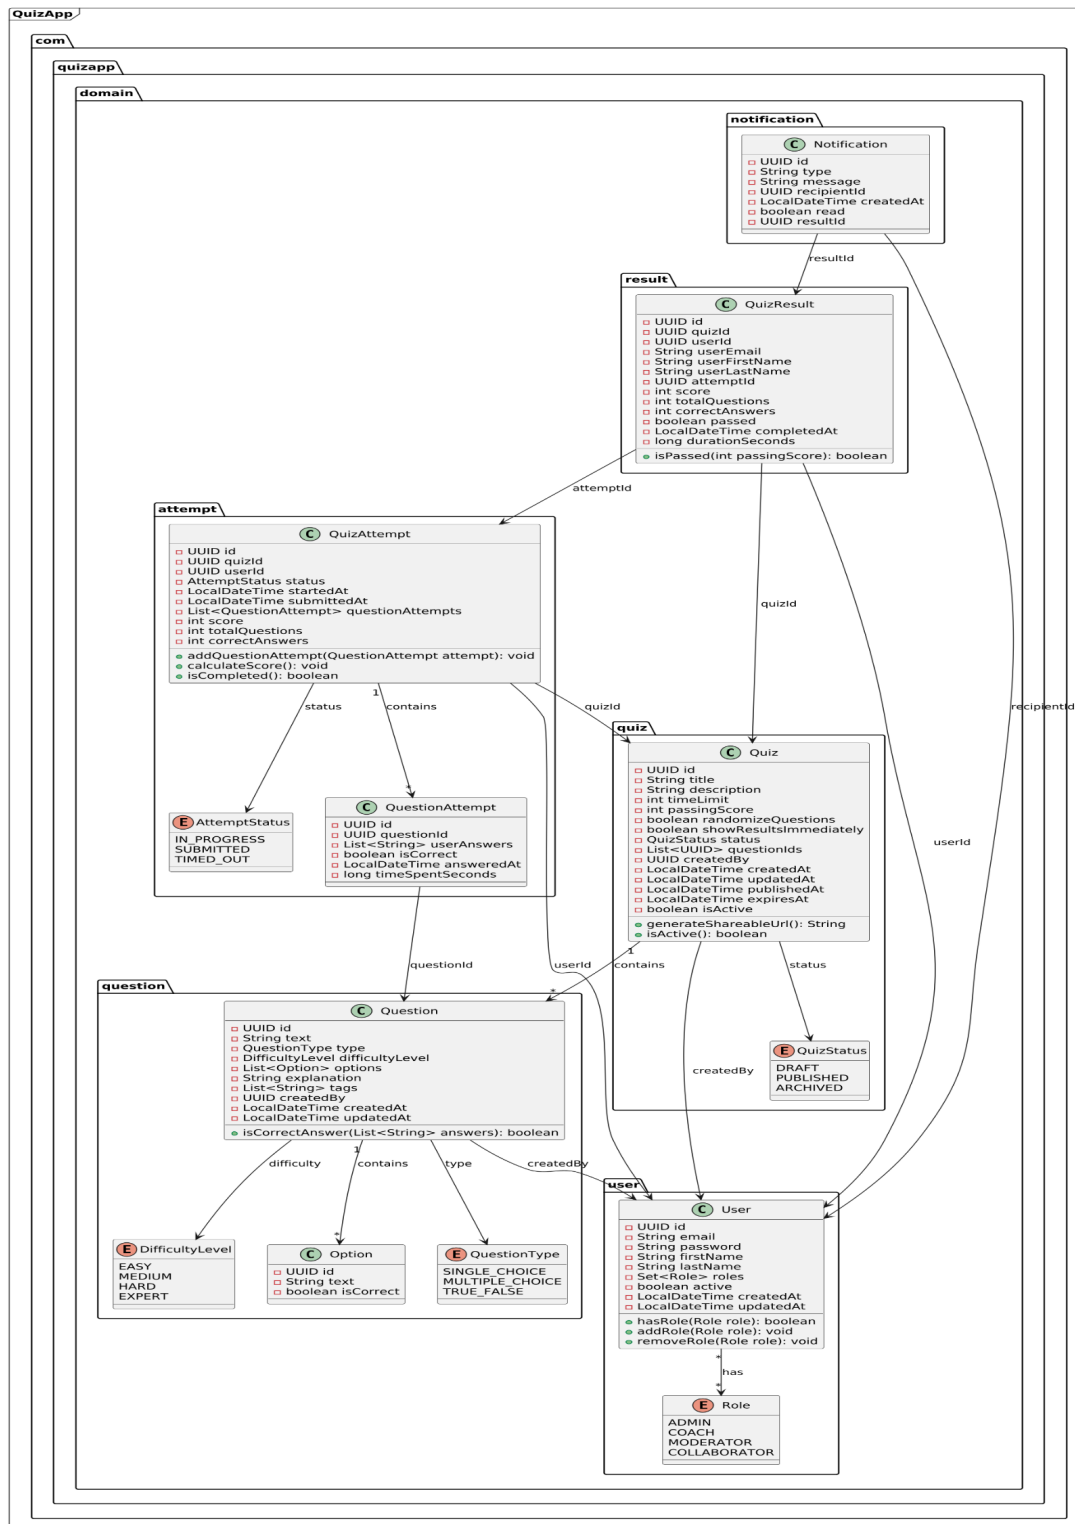 QuizApp
com
quizapp
domain
notification
C Notification
UUID id
String type
String message
UUID recipientId
LocalDateTime createdAt
boolean read
UUID resultId
resultId
result
C QuizResult
UUID id
UUID quizId
UUID userId
String userEmail
String userFirstName
String userLastName
UUID attemptId
int score
int totalQuestions
int correctAnswers
boolean passed
LocalDateTime completedAt
long durationSeconds
isPassed(int passingScore): boolean
attemptId
quizId
userId
recipientId
attempt
C QuizAttempt
UUID id
UUID quizId
UUID userId
AttemptStatus status
LocalDateTime startedAt
LocalDateTime submittedAt
List<QuestionAttempt> questionAttempts
int score
int totalQuestions
int correctAnswers
addQuestionAttempt(QuestionAttempt attempt): void
calculateScore(): void
isCompleted(): boolean
status
1
contains
*
quizId
userId
E AttemptStatus
IN_PROGRESS
SUBMITTED
TIMED_OUT
C QuestionAttempt
UUID id
UUID questionId
List<String> userAnswers
boolean isCorrect
LocalDateTime answeredAt
long timeSpentSeconds
questionId
quiz
C Quiz
UUID id
String title
String description
int timeLimit
int passingScore
boolean randomizeQuestions
boolean showResultsImmediately
QuizStatus status
List<UUID> questionIds
UUID createdBy
LocalDateTime createdAt
LocalDateTime updatedAt
LocalDateTime publishedAt
LocalDateTime expiresAt
boolean isActive
generateShareableUrl(): String
isActive(): boolean
1
contains
*
createdBy
status
E QuizStatus
DRAFT
PUBLISHED
ARCHIVED
question
C Question
UUID id
String text
QuestionType type
DifficultyLevel difficultyLevel
List<Option> options
String explanation
List<String> tags
UUID createdBy
LocalDateTime createdAt
LocalDateTime updatedAt
isCorrectAnswer(List<String> answers): boolean
difficulty
1
contains
*
type
createdBy
E DifficultyLevel
EASY
MEDIUM
HARD
EXPERT
C Option
UUID id
String text
boolean isCorrect
E QuestionType
SINGLE_CHOICE
MULTIPLE_CHOICE
TRUE_FALSE
user
C User
UUID id
String email
String password
String firstName
String lastName
Set<Role> roles
boolean active
LocalDateTime createdAt
LocalDateTime updatedAt
hasRole(Role role): boolean
addRole(Role role): void
removeRole(Role role): void
*
has
*
E Role
ADMIN
COACH
MODERATOR
COLLABORATOR